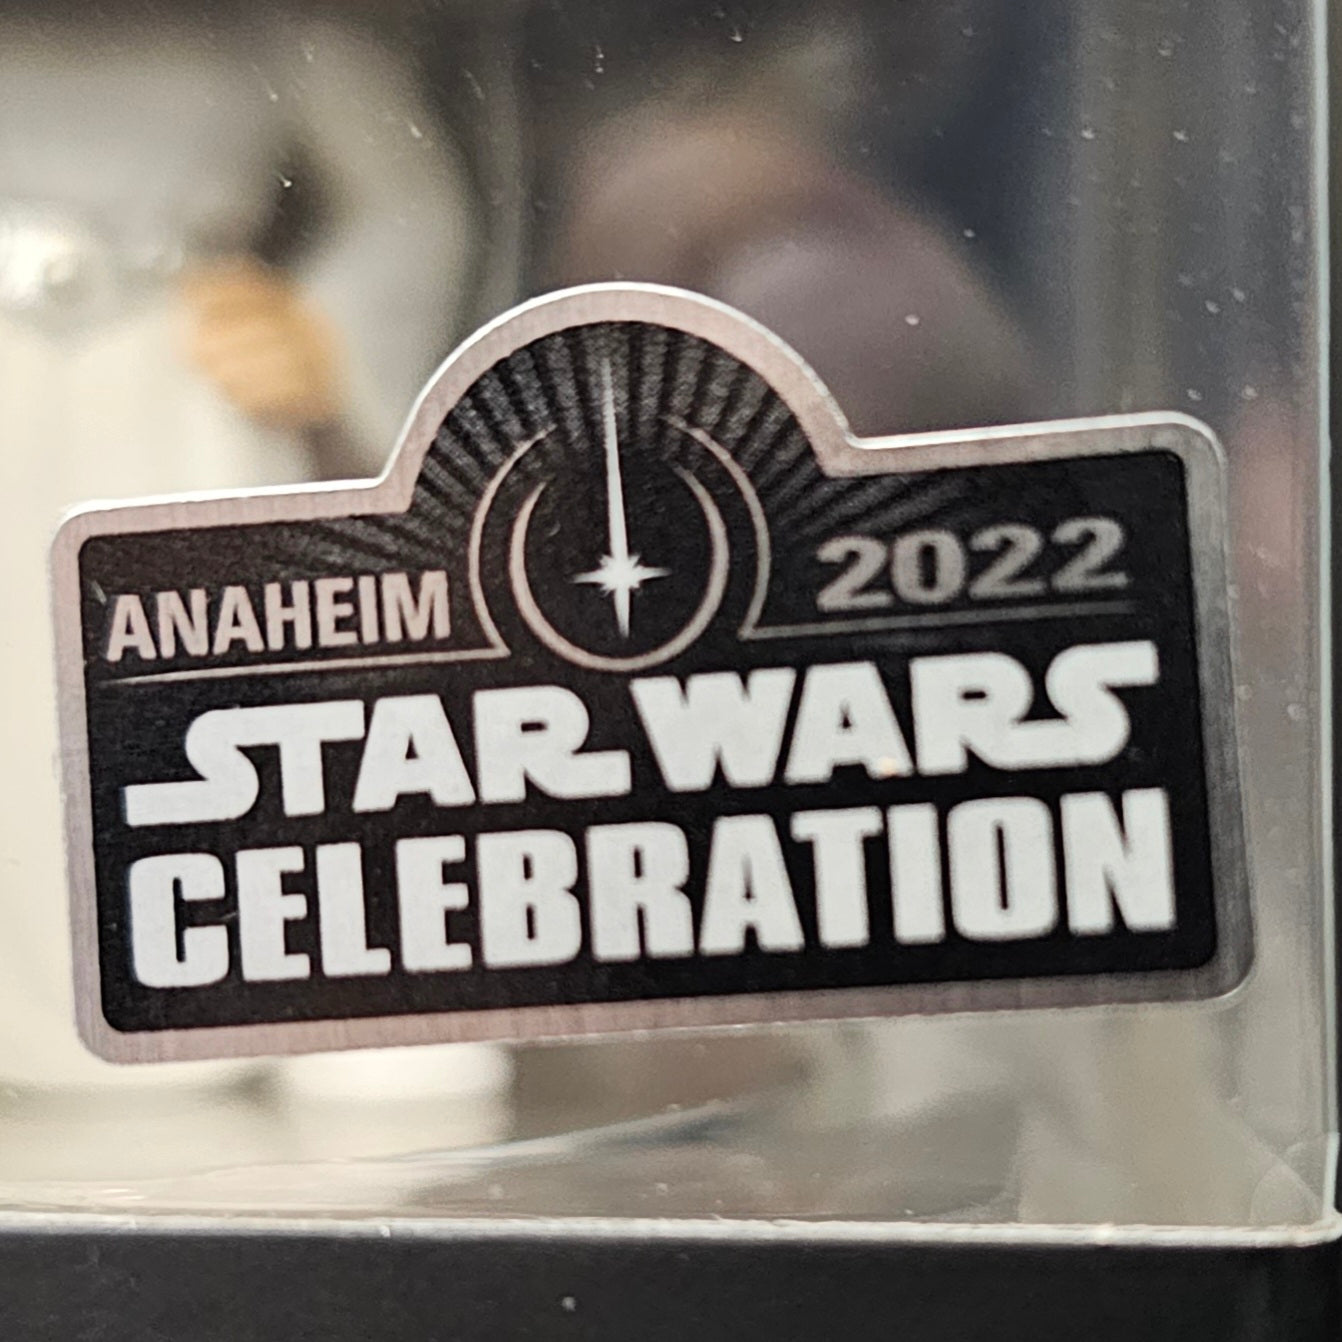 ANAHEIM 2022
STAR WARS
CELEBRATION